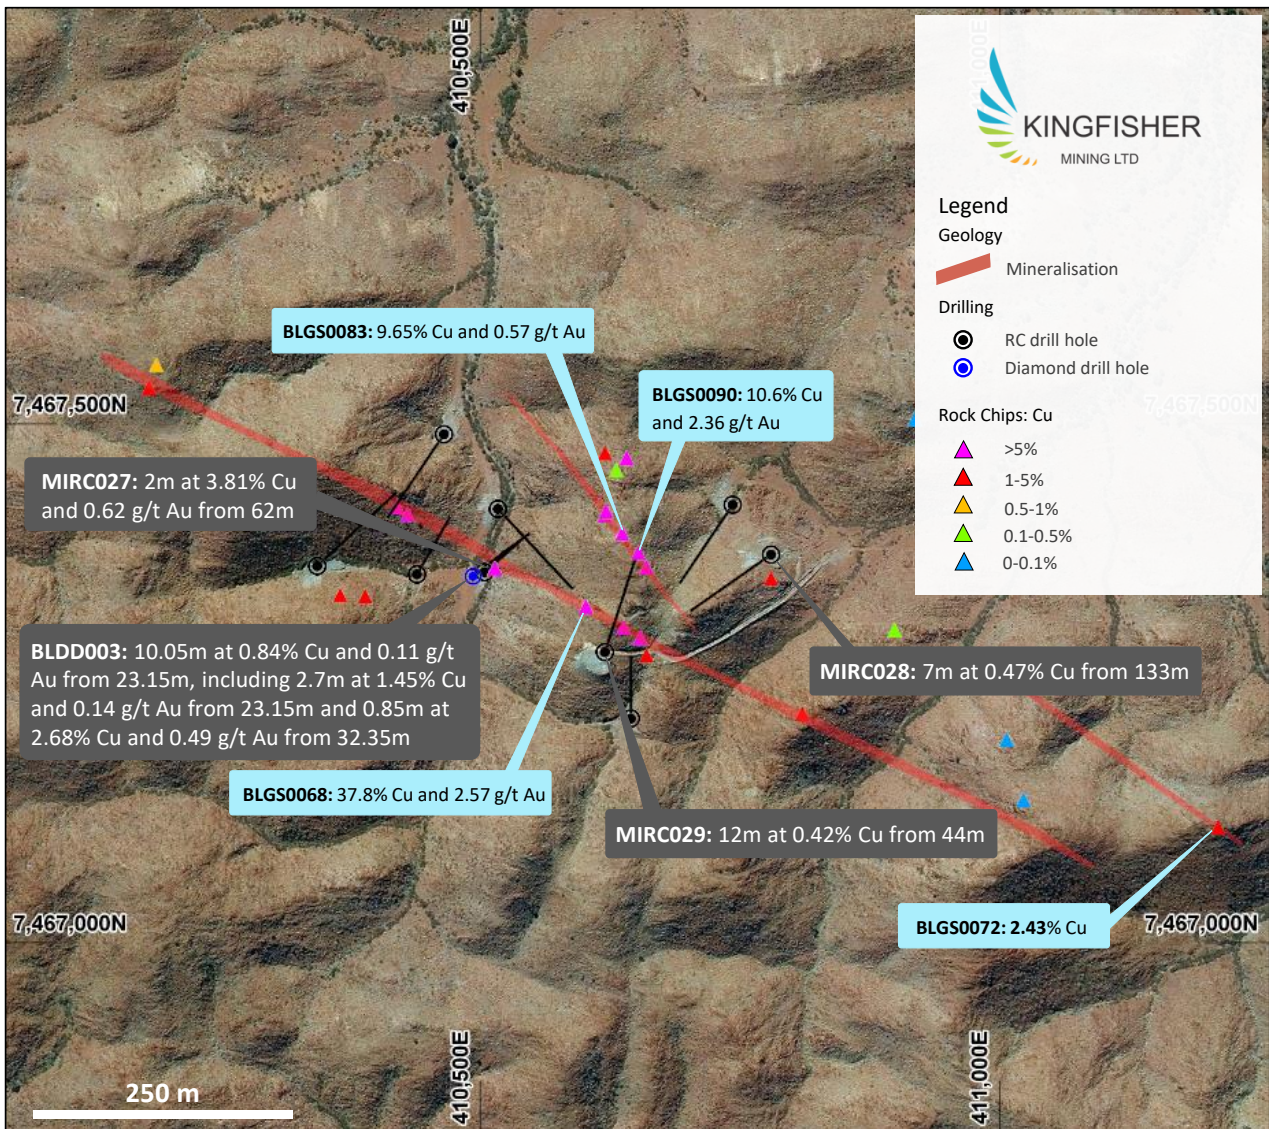 410,500E
411,000E
KINGFISHER
MINING LTD
Legend
Geology
Mineralisation
Drilling
RC drill hole
Diamond drill hole
Rock Chips: Cu
>5%
1-5%
0.5-1%
0.1-0.5%
0-0.1%
BLGS0083: 9.65% Cu and 0.57 g/t Au
BLGS0090: 10.6% Cu
and 2.36 g/t Au
7,467,500N
7,467,500N
MIRC027: 2m at 3.81% Cu
and 0.62 g/t Au from 62m
BLDD003: 10.05m at 0.84% Cu and 0.11 g/t
Au from 23.15m, including 2.7m at 1.45% Cu
and 0.14 g/t Au from 23.15m and 0.85m at
2.68% Cu and 0.49 g/t Au from 32.35m
MIRC028: 7m at 0.47% Cu from 133m
BLGS0068: 37.8% Cu and 2.57 g/t Au
MIRC029: 12m at 0.42% Cu from 44m
7,467,000N
BLGS0072: 2.43% Cu
7,467,000N
250 m
410,500E
411,000E